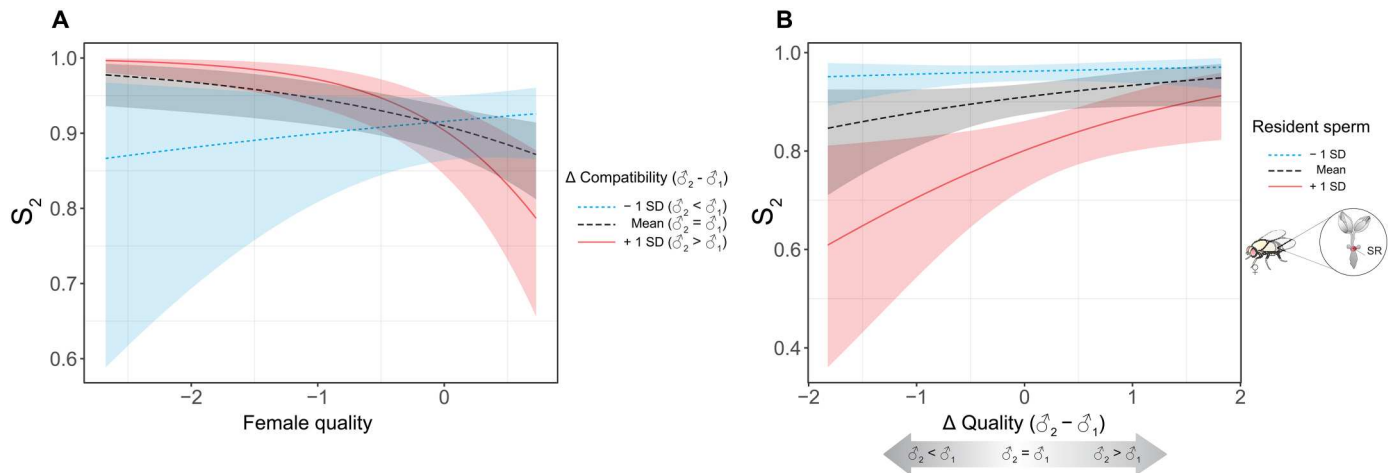 A
1.0
0.9
0.8
0.7
0.6
S2
−2
−1
0
Female quality
Δ Compatibility (♂2 - ♂1)
− 1 SD (♂2 < ♂1)
Mean (♂2 = ♂1)
+ 1 SD (♂2 > ♂1)
B
1.0
0.8
0.6
0.4
S2
−2
−1
0
1
2
Δ Quality (♂2 − ♂1)
♂2 < ♂1
♂2 = ♂1
♂2 > ♂1
Resident sperm
− 1 SD
Mean
+ 1 SD
SR
♀